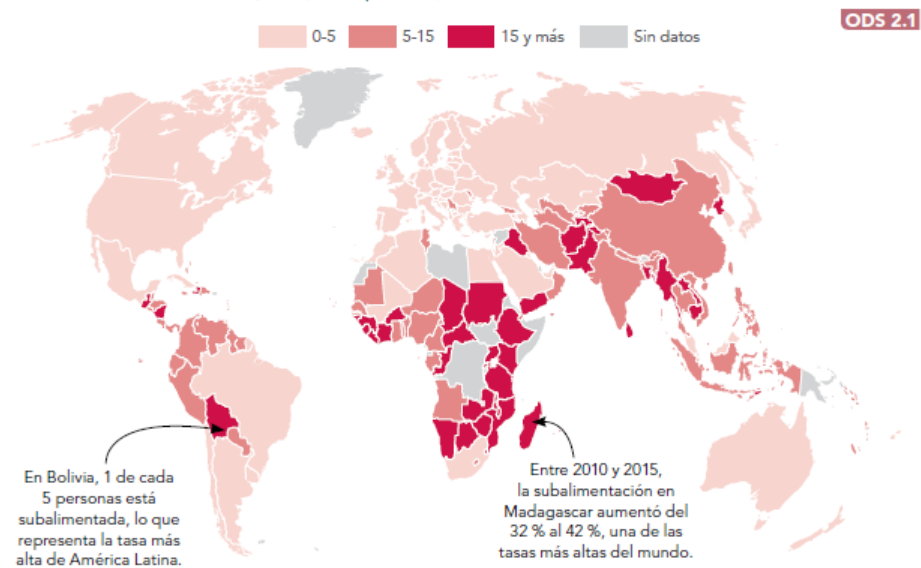 ODS 2.1
0-5 5-15 15 y más Sin datos
En Bolivia, 1 de cada
5 personas está
subalimentada, lo que
representa la tasa más
alta de América Latina.
Entre 2010 y 2015,
la subalimentación en
Madagascar aumentó del
32 % al 42 %, una de las
tasas más altas del mundo.